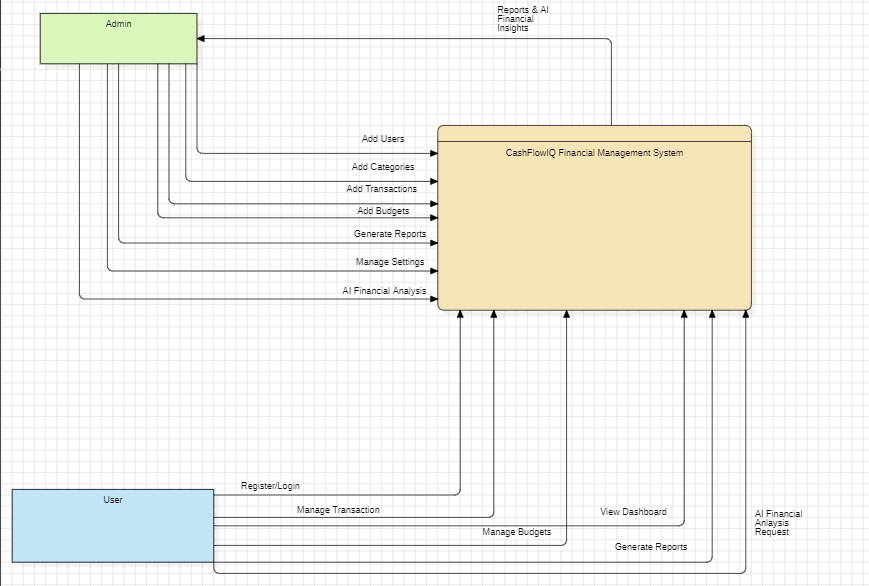 Reports & AI
Financial
Insights
Admin
Add Users
CashFlowIQ Financial Management System
Add Categories
Add Transactions
Add Budgets
Generate Reports
Manage Settings
AI Financial Analysis
Register/Login
User
Manage Transaction
View Dashboard
AI Financial
Anlaysis
Request
Manage Budgets
Generate Reports